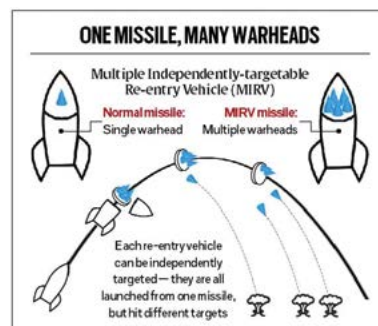 ONE MISSILE, MANY WARHEADS
Multiple Independently-targetable
Re-entry Vehicle (MIRV)
Normal missile:
Single warhead
MIRV missile:
Multiple warheads
Each re-entry vehicle
can be independently
targeted — they are all
launched from one missile,
but hit different targets